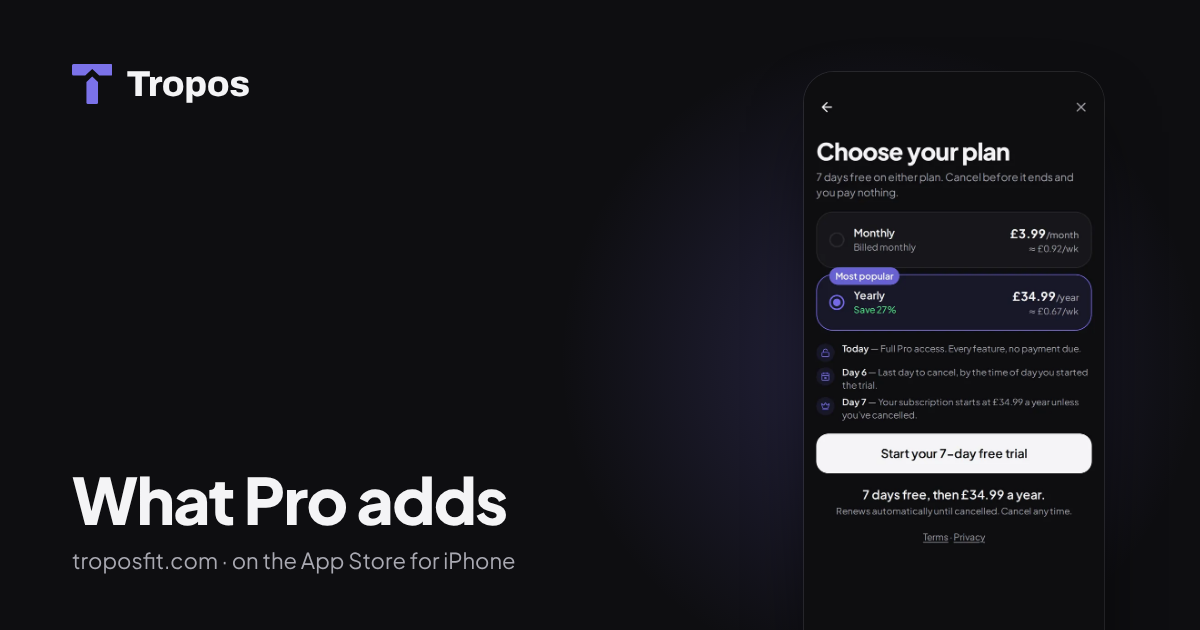 Tropos
What Pro adds
troposfit.com · on the App Store for iPhone
Choose your plan
7 days free on either plan. Cancel before it ends and
you pay nothing.
Monthly
Billed monthly
£3.99/month
≈ £0.92/wk
Most popular
Yearly
Save 27%
£34.99/year
≈ £0.67/wk
Today — Full Pro access. Every feature, no payment due.
Day 6 — Last day to cancel, by the time of day you started
the trial.
Day 7 — Your subscription starts at £34.99 a year unless
you've cancelled.
Start your 7-day free trial
7 days free, then £34.99 a year.
Renews automatically until cancelled. Cancel any time.
Terms · Privacy